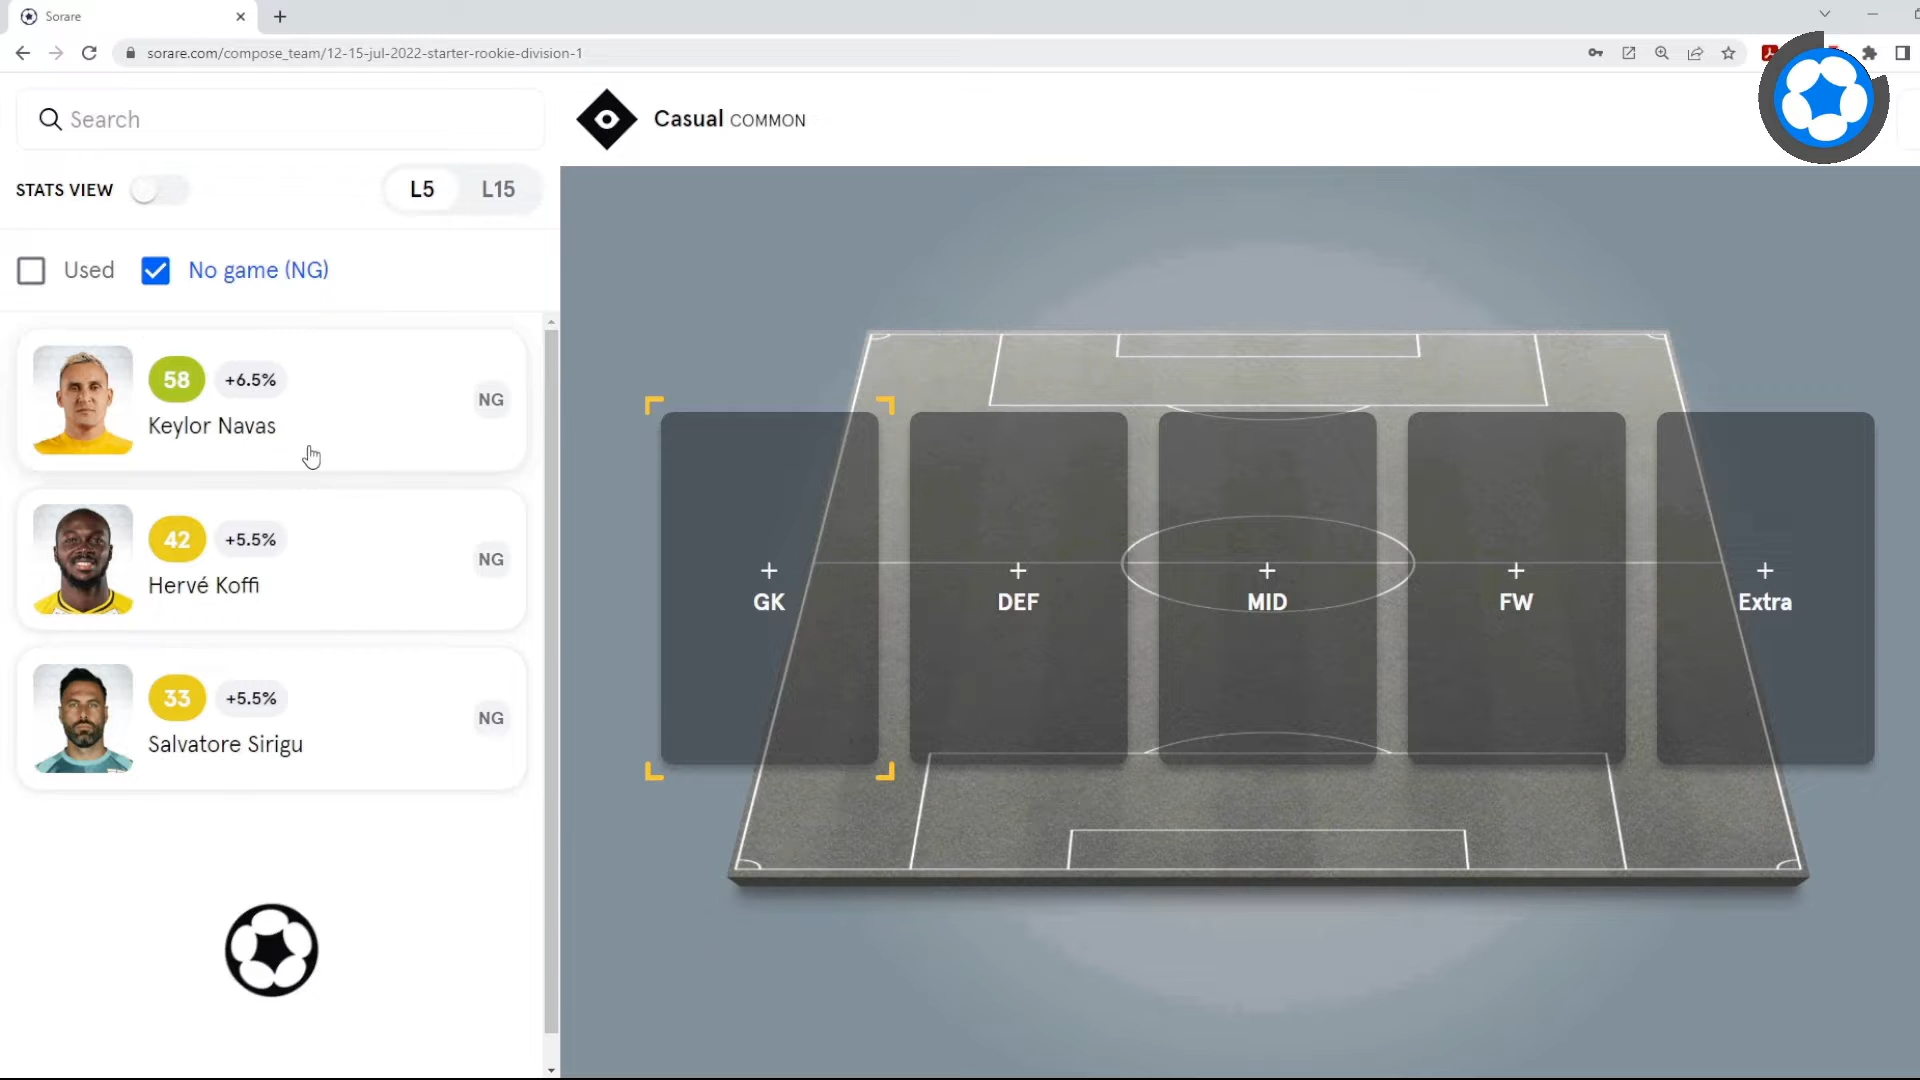 Sorare
sorare.com/compose_team/12-15-jul-2022-starter-rookie-division-1
Search
Casual COMMON
STATS VIEW
L5
L15
Used
No game (NG)
58
+6.5%
Keylor Navas
NG
42
+5.5%
Hervé Koffi
NG
33
+5.5%
Salvatore Sirigu
NG
+
GK
+
DEF
+
MID
+
FW
+
Extra